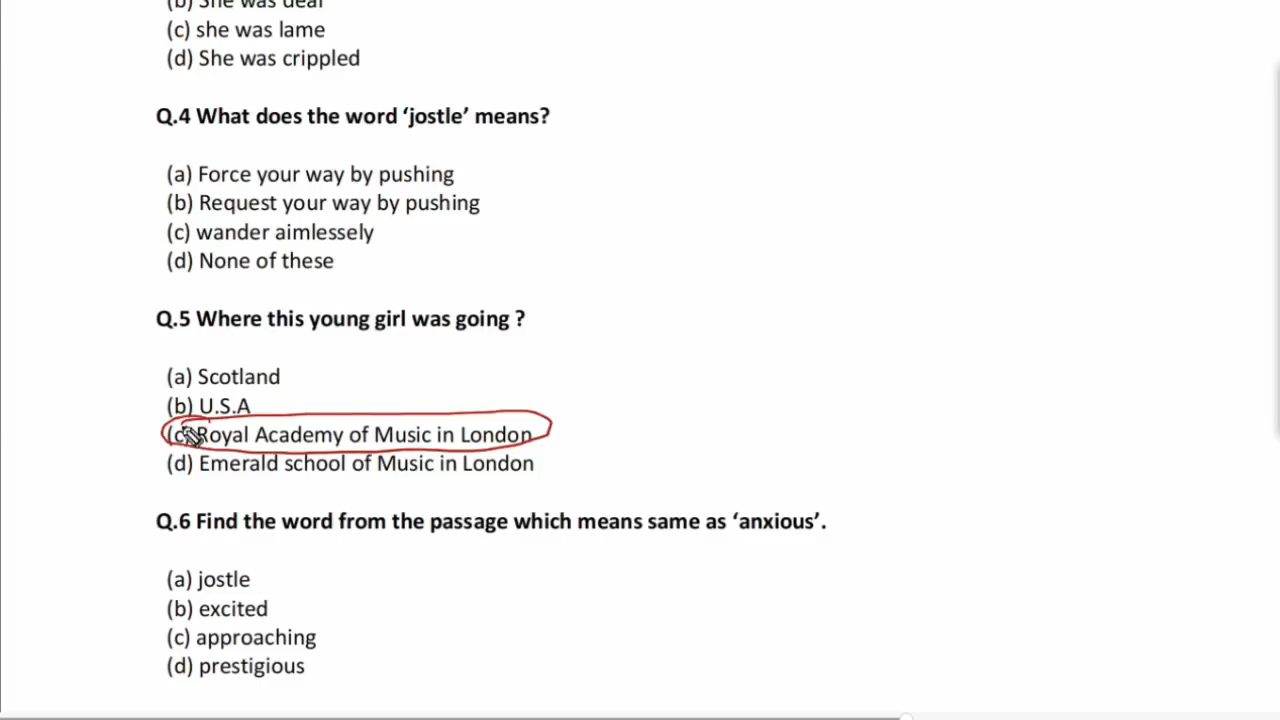 (b) She was deaf
(c) she was lame
(d) She was crippled
Q.4 What does the word ‘jostle’ means?
(a) Force your way by pushing
(b) Request your way by pushing
(c) wander aimlessely
(d) None of these
Q.5 Where this young girl was going ?
(a) Scotland
(b) U.S.A
(c) Royal Academy of Music in London
(d) Emerald school of Music in London
Q.6 Find the word from the passage which means same as ‘anxious’.
(a) jostle
(b) excited
(c) approaching
(d) prestigious